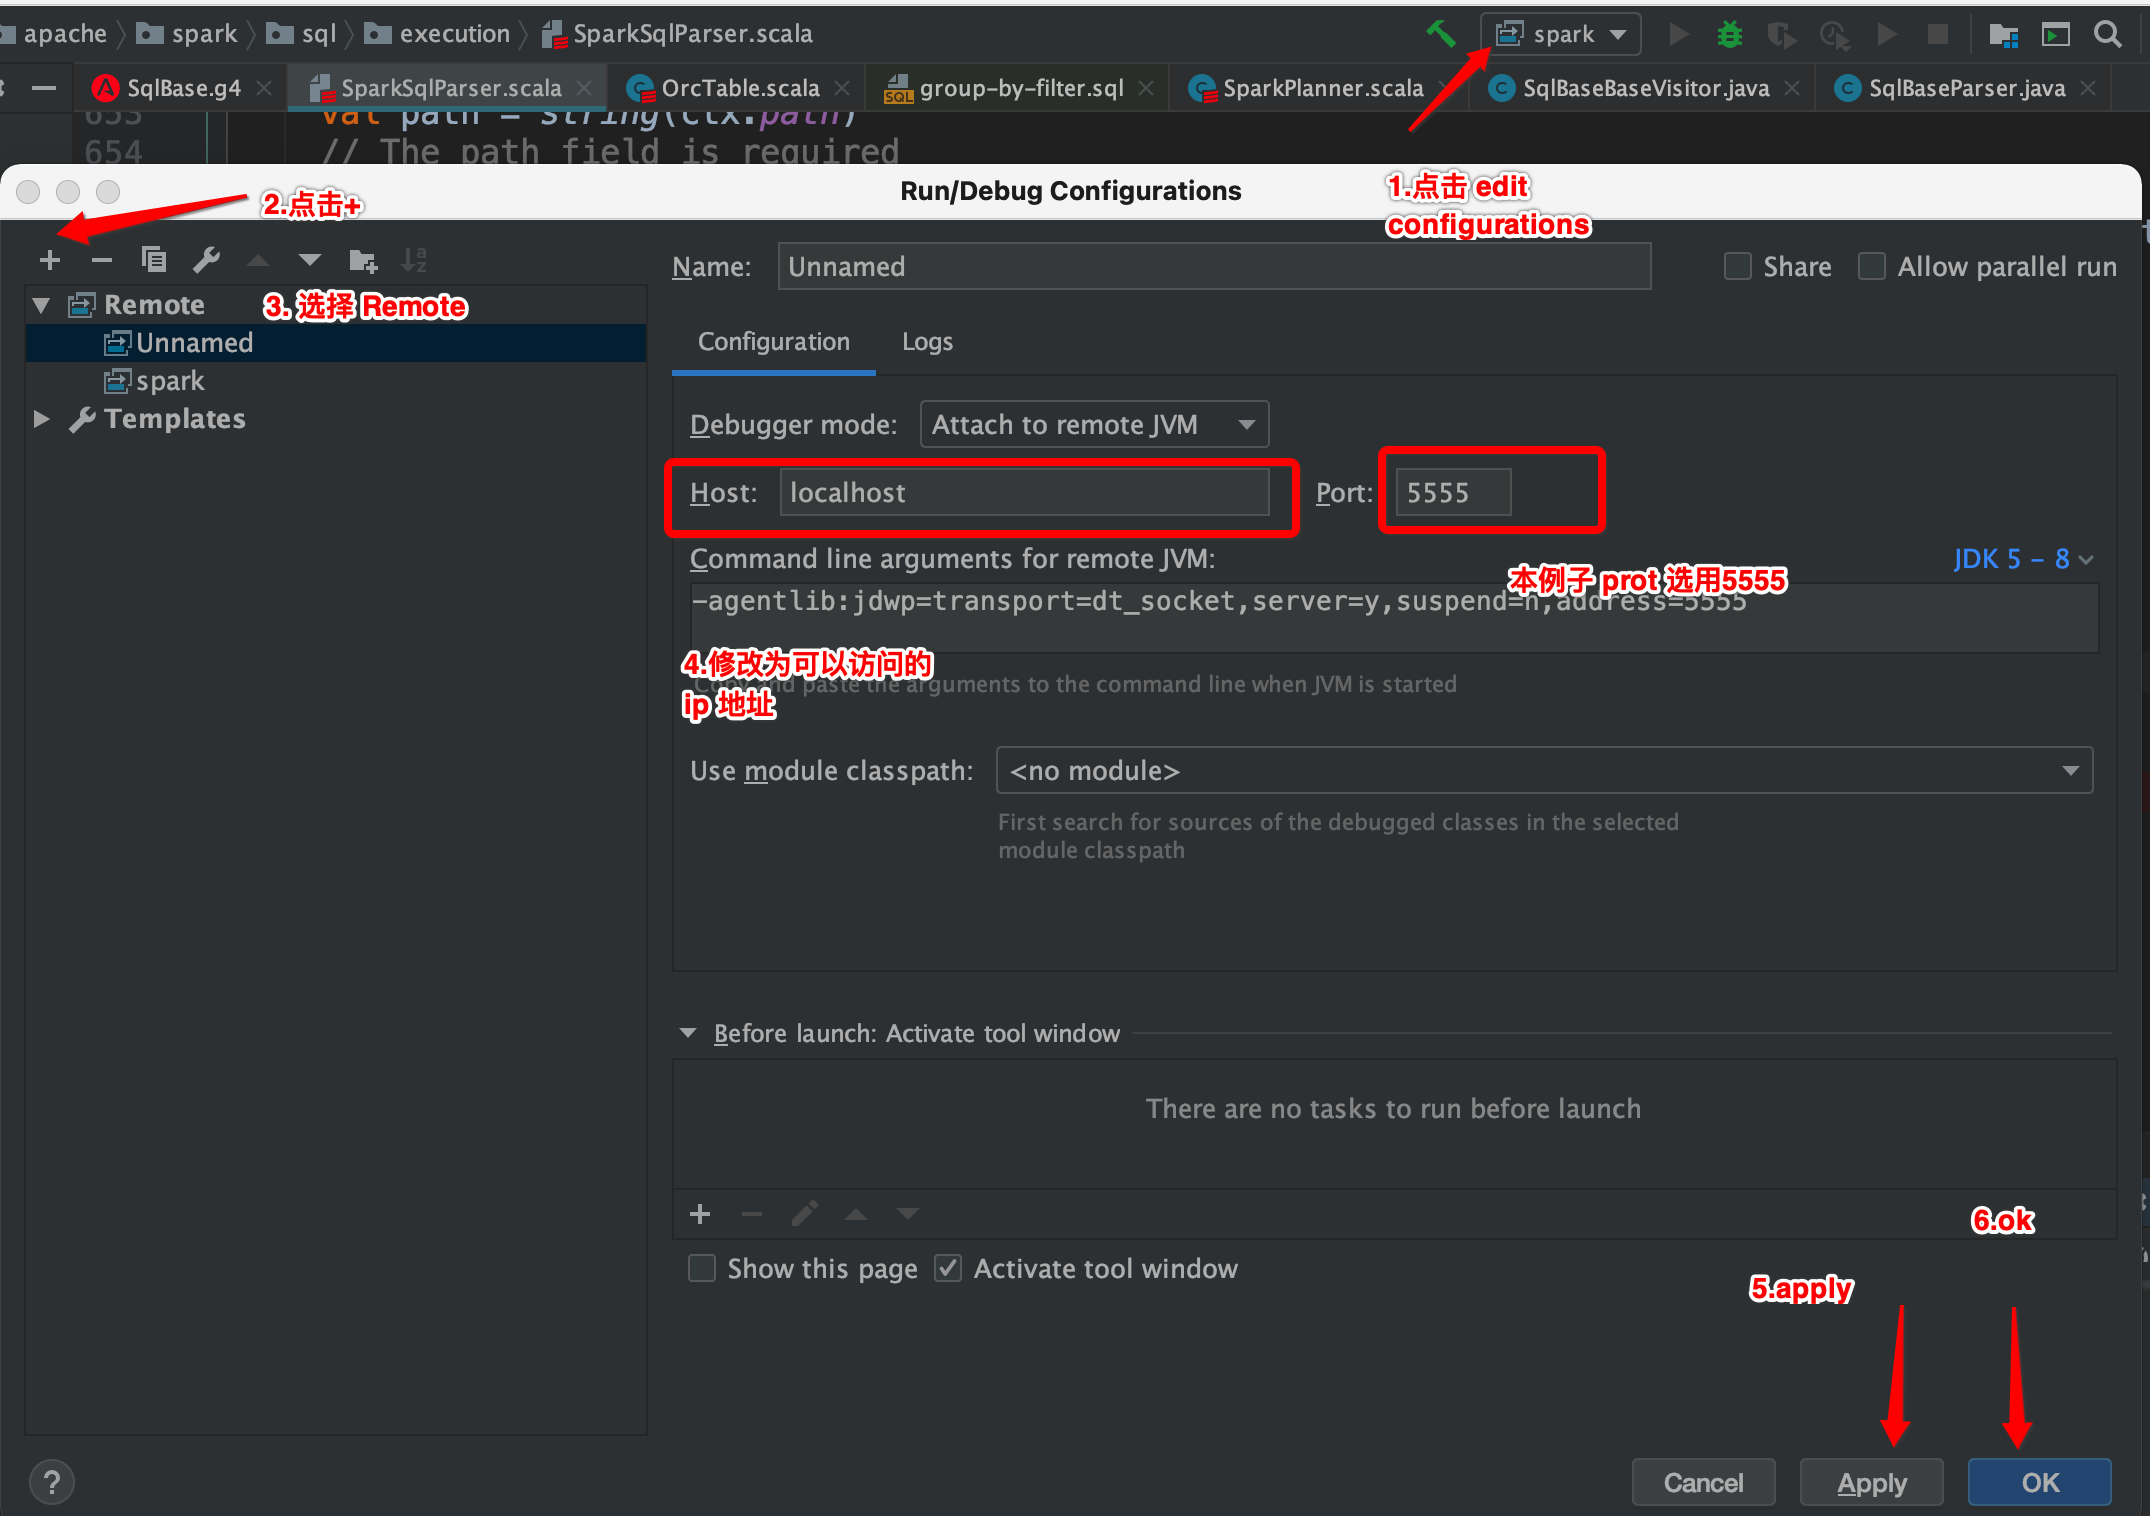 apache spark sql execution SparkSqlParser.scala spark
SqlBase.g4 SparkSqlParser.scala OrcTable.scala group-by-filter.sql SparkPlanner.scala SqlBaseBaseVisitor.java SqlBaseParser.java
653 val path = string(ctx.path)
654 // The path field is required
Run/Debug Configurations
1.点击 edit
configurations
2.点击+
Name: Unnamed Share Allow parallel run
Remote
3. 选择 Remote
Unnamed
spark
Templates
Configuration Logs
Debugger mode: Attach to remote JVM
Host: localhost Port: 5555
Command line arguments for remote JVM: JDK 5 - 8
本例子 prot 选用5555
-agentlib:jdwp=transport=dt_socket,server=y,suspend=n,address=5555
4.修改为可以访问的
ip 地址
Copy and paste the arguments to the command line when JVM is started
Use module classpath: <no module>
First search for sources of the debugged classes in the selected
module classpath
Before launch: Activate tool window
There are no tasks to run before launch
6.ok
Show this page Activate tool window
5.apply
? Cancel Apply OK